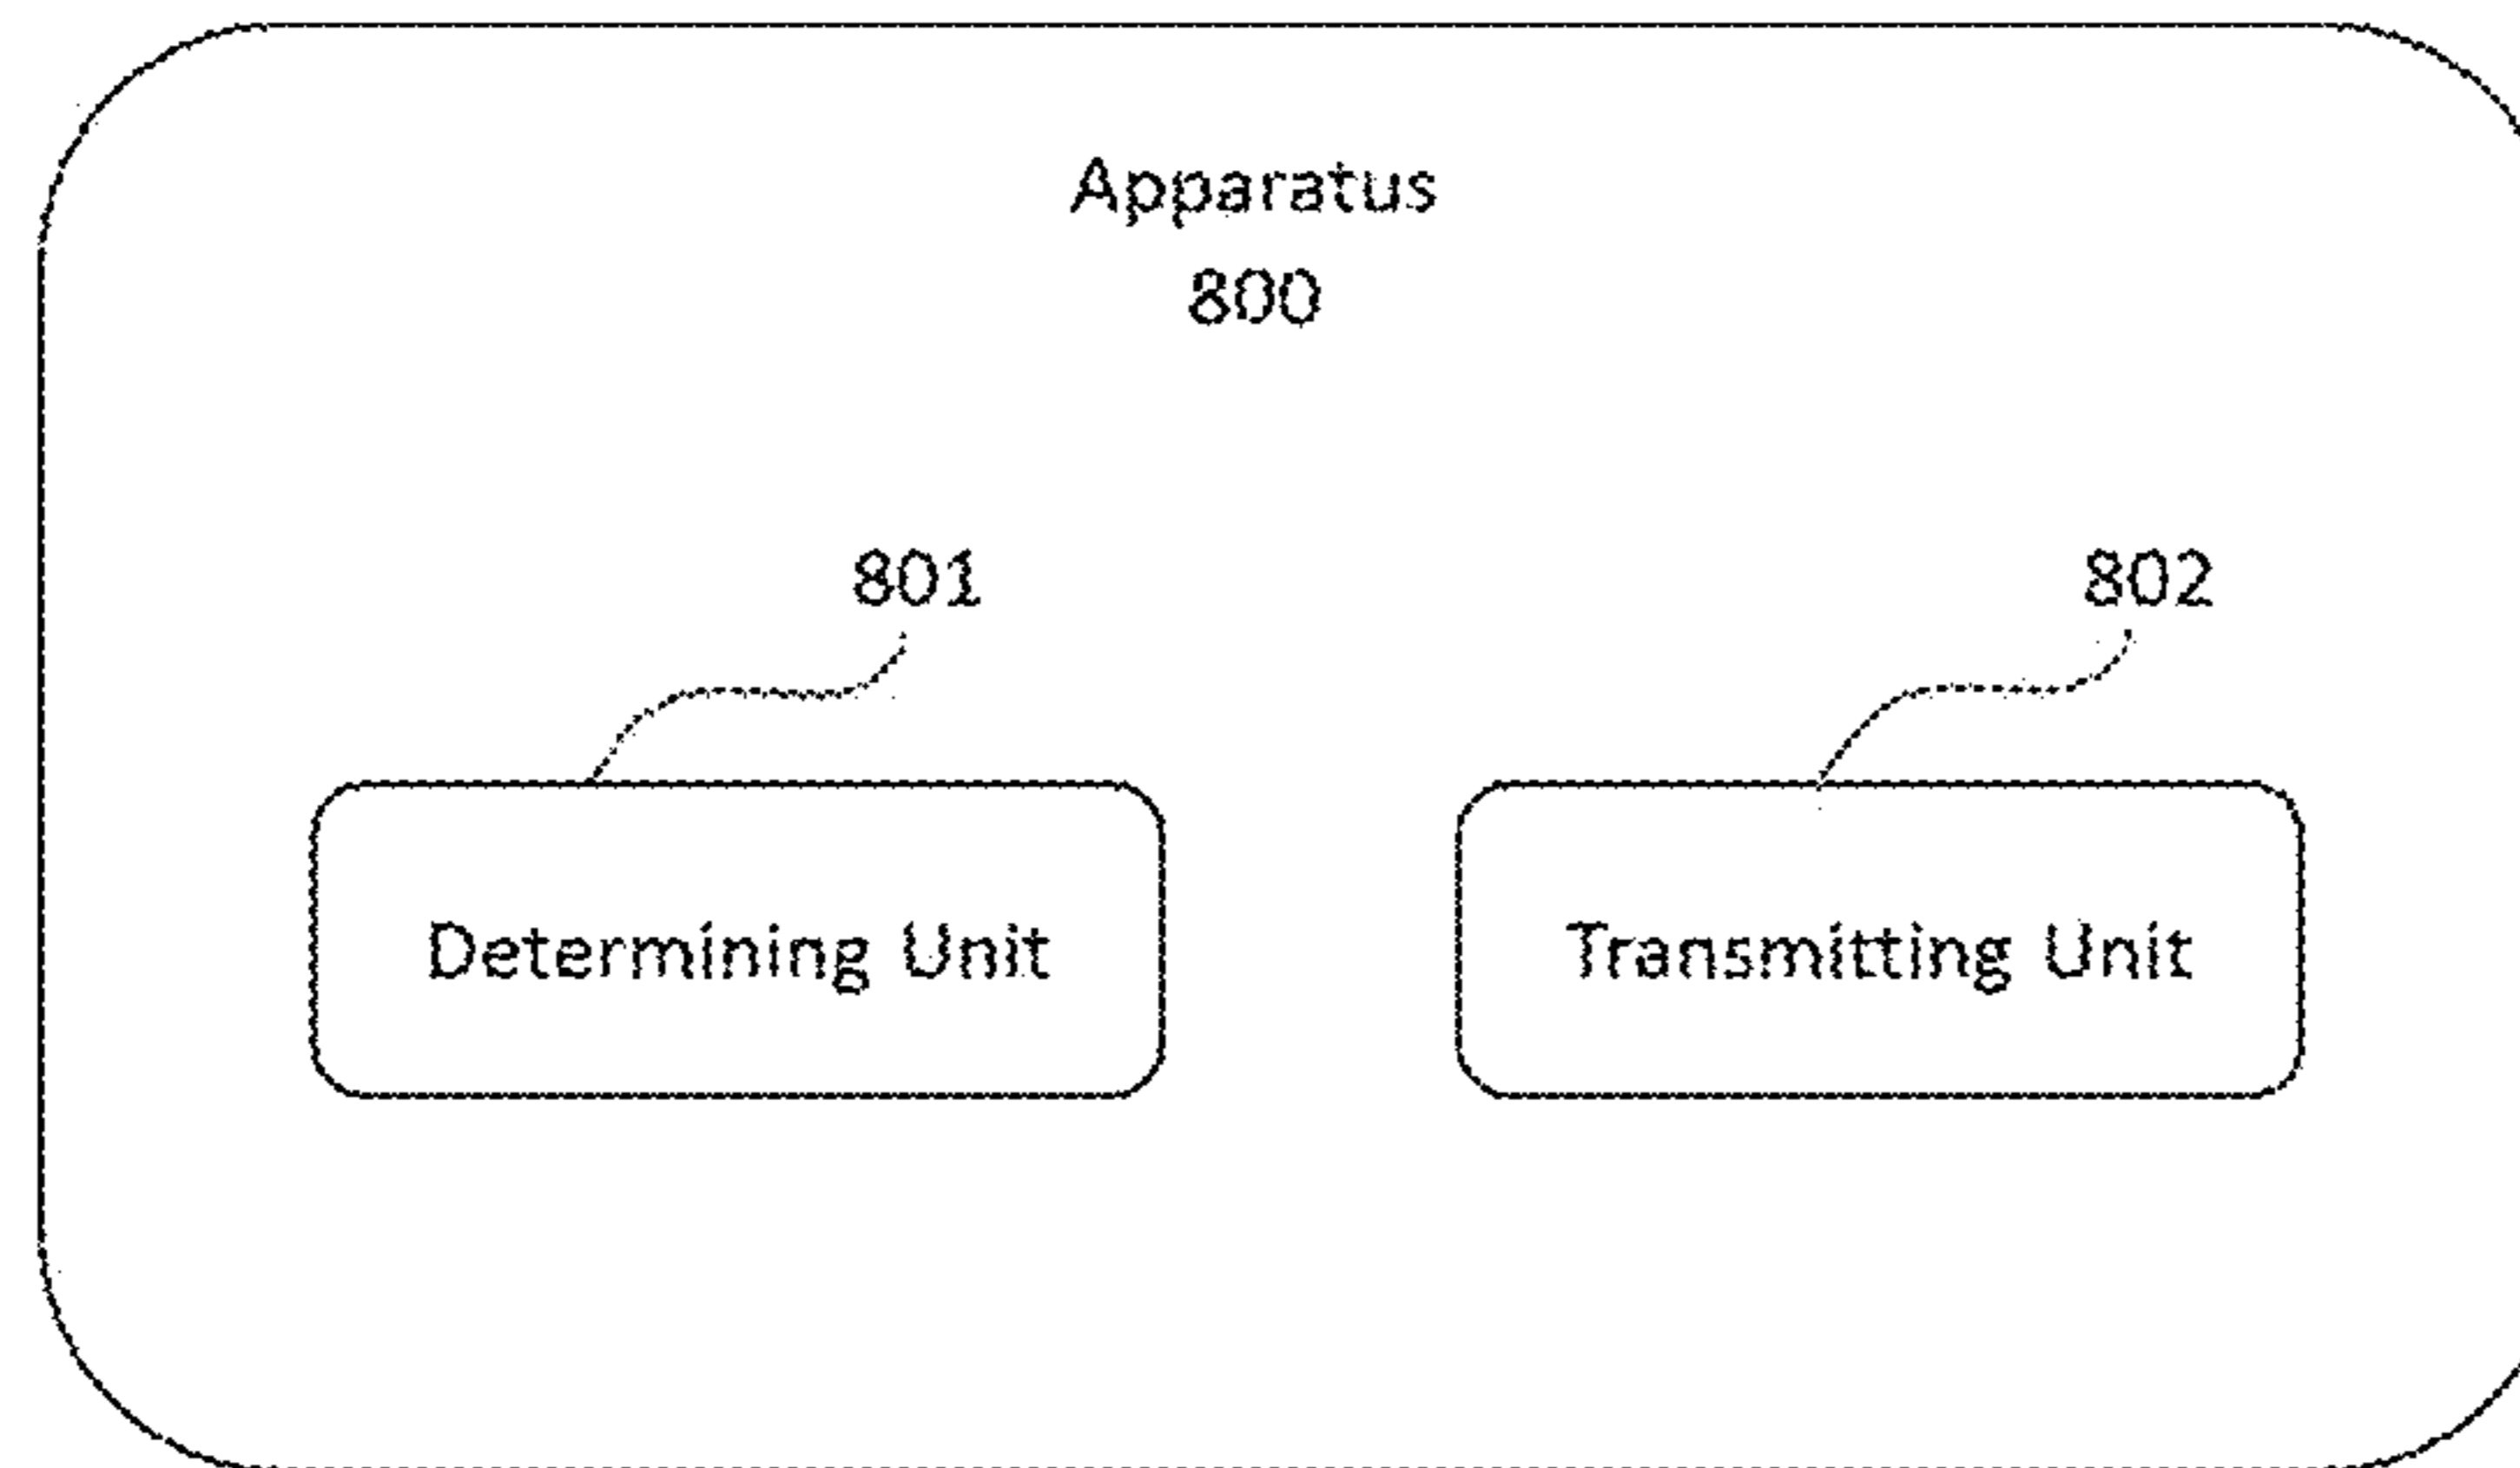 Apparatus
800
801
802
Determining Unit
Transmitting Unit